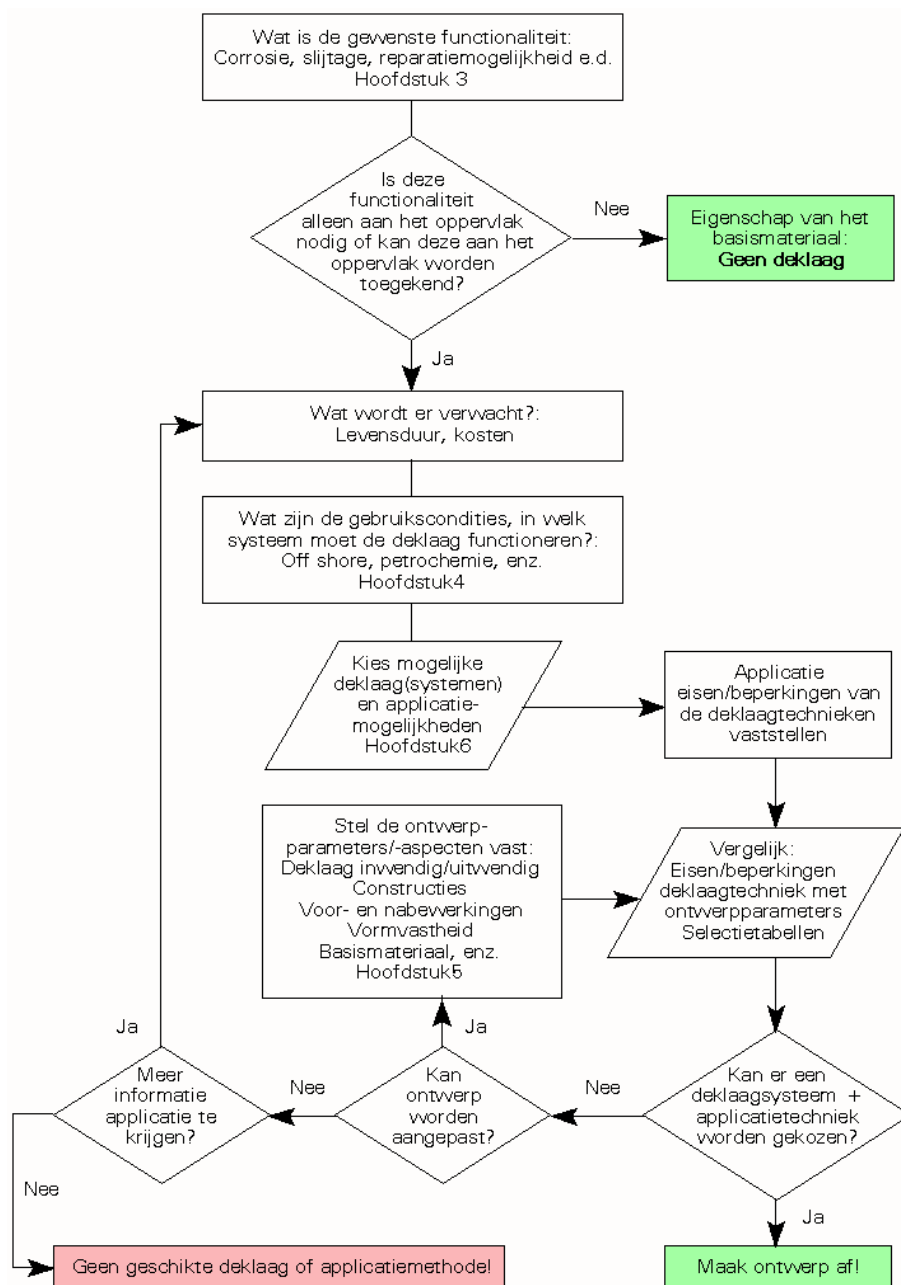 Wat is de gewenste functionaliteit:
Corrosie, slijtage, reparatiemogelijkheid e.d.
Hoofdstuk 3
Is deze
functionaliteit
alleen aan het oppervlak
nodig of kan deze aan het
oppervlak worden
toegekend?
Nee
Eigenschap van het
basismateriaal:
Geen deklaag
Ja
Wat wordt er verwacht?:
Levensduur, kosten
Wat zijn de gebruikscondities, in welk
systeem moet de deklaag functioneren?:
Off shore, petrochemie, enz.
Hoofdstuk4
Kies mogelijke
deklaag(systemen)
en applicatie-
mogelijkheden
Hoofdstuk6
Applicatie
eisen/beperkingen van
de deklaagtechnieken
vaststellen
Stel de ontwerp-
parameters/-aspecten vast:
Deklaag inwendig/uitwendig
Constructies
Voor- en nabewerkingen
Vormvastheid
Basismateriaal, enz.
Hoofdstuk5
Vergelijk:
Eisen/beperkingen
deklaagtechniek met
ontwerpparameters
Selectietabellen
Ja
Ja
Meer
informatie
applicatie te
krijgen?
Nee
Kan
ontwerp
worden
aangepast?
Nee
Kan er een
deklaagsysteem +
applicatietechniek
worden gekozen?
Nee
Ja
Geen geschikte deklaag of applicatiemethode!
Maak ontwerp af!